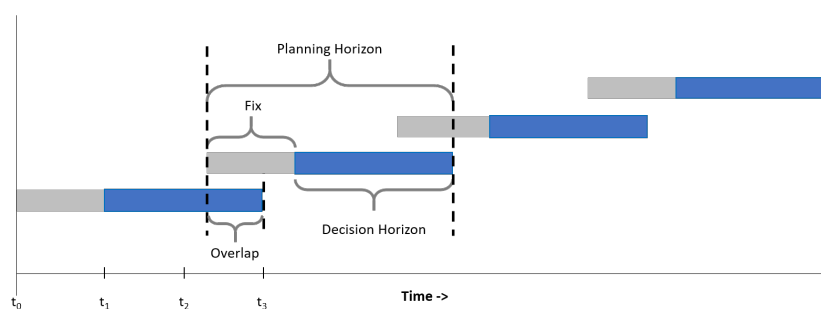 Planning Horizon
Fix
Decision Horizon
Overlap
t₀
t₁
t₂
t₃
Time ->